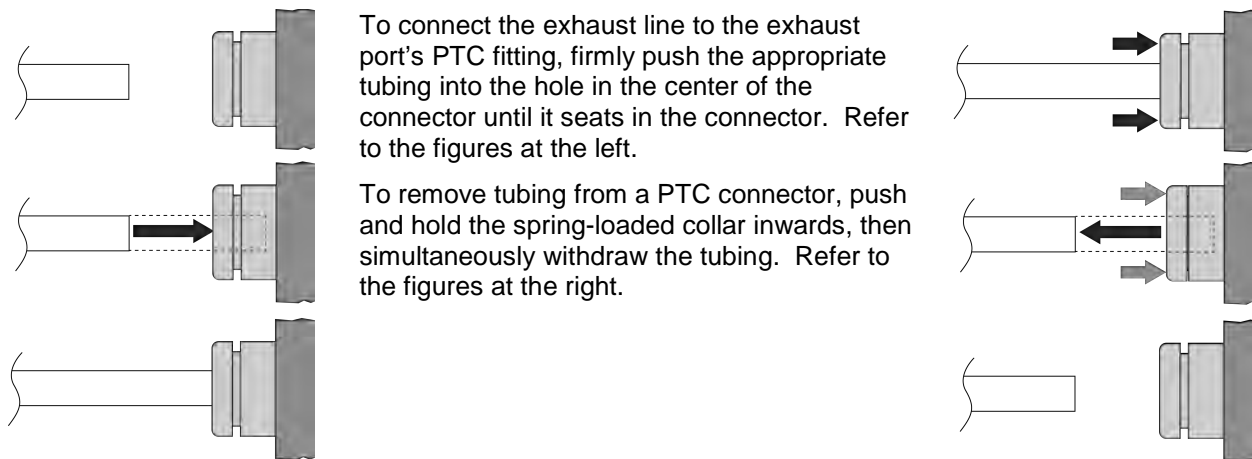 To connect the exhaust line to the exhaust
port's PTC fitting, firmly push the appropriate
tubing into the hole in the center of the
connector until it seats in the connector.  Refer
to the figures at the left.
To remove tubing from a PTC connector, push
and hold the spring-loaded collar inwards, then
simultaneously withdraw the tubing.  Refer to
the figures at the right.